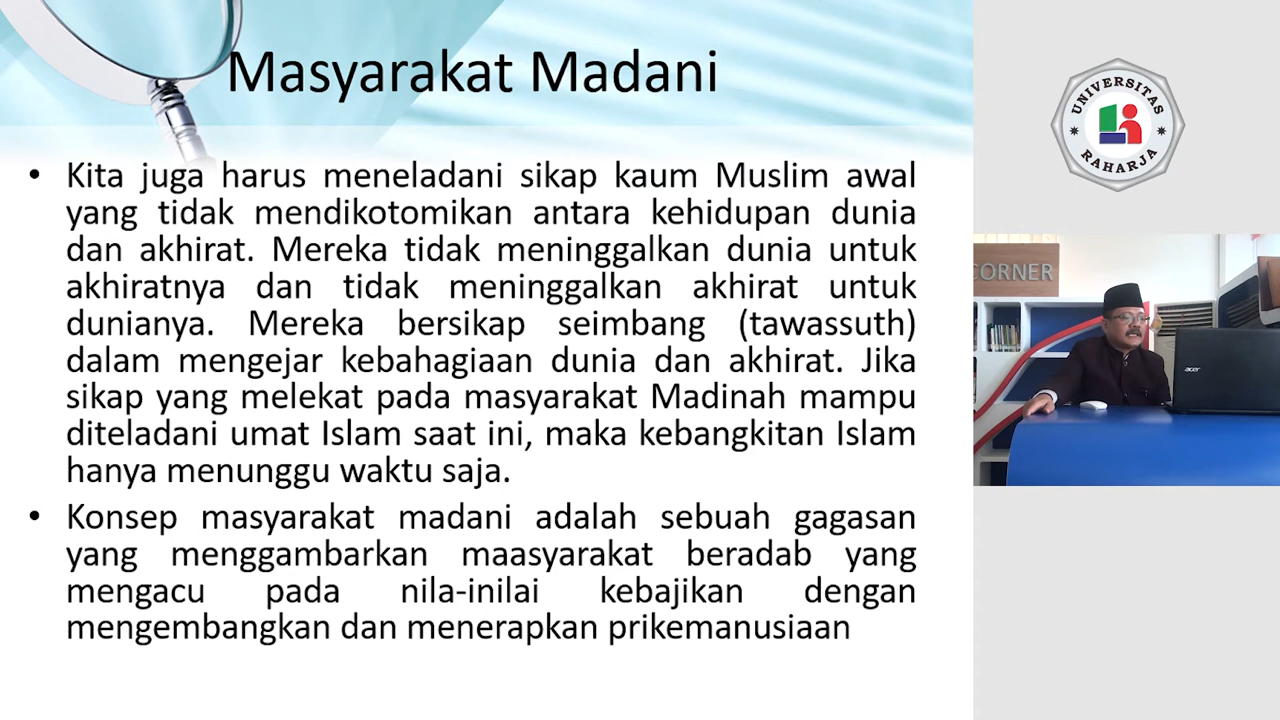 Masyarakat Madani
• Kita juga harus meneladani sikap kaum Muslim awal
yang tidak mendikotomikan antara kehidupan dunia
dan akhirat. Mereka tidak meninggalkan dunia untuk
akhiratnya dan tidak meninggalkan akhirat untuk
dunianya. Mereka bersikap seimbang (tawassuth)
dalam mengejar kebahagiaan dunia dan akhirat. Jika
sikap yang melekat pada masyarakat Madinah mampu
diteladani umat Islam saat ini, maka kebangkitan Islam
hanya menunggu waktu saja.
• Konsep masyarakat madani adalah sebuah gagasan
yang menggambarkan maasyarakat beradab yang
mengacu pada nila-inilai kebajikan dengan
mengembangkan dan menerapkan prikemanusiaan
UNIVERSITAS
RAHARJA
CORNER
acer